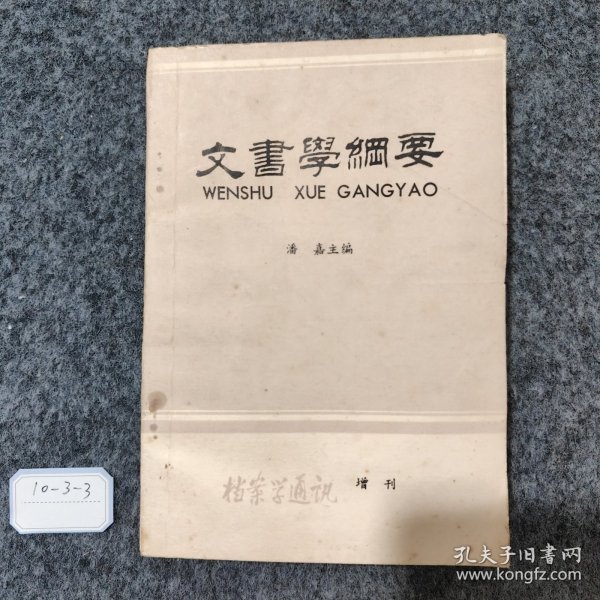 文書學綱要
WENSHU XUE GANGYAO
潘 嘉主编
档案学通讯 增刊
10-3-3
孔夫子旧书网
www.kongfz.com